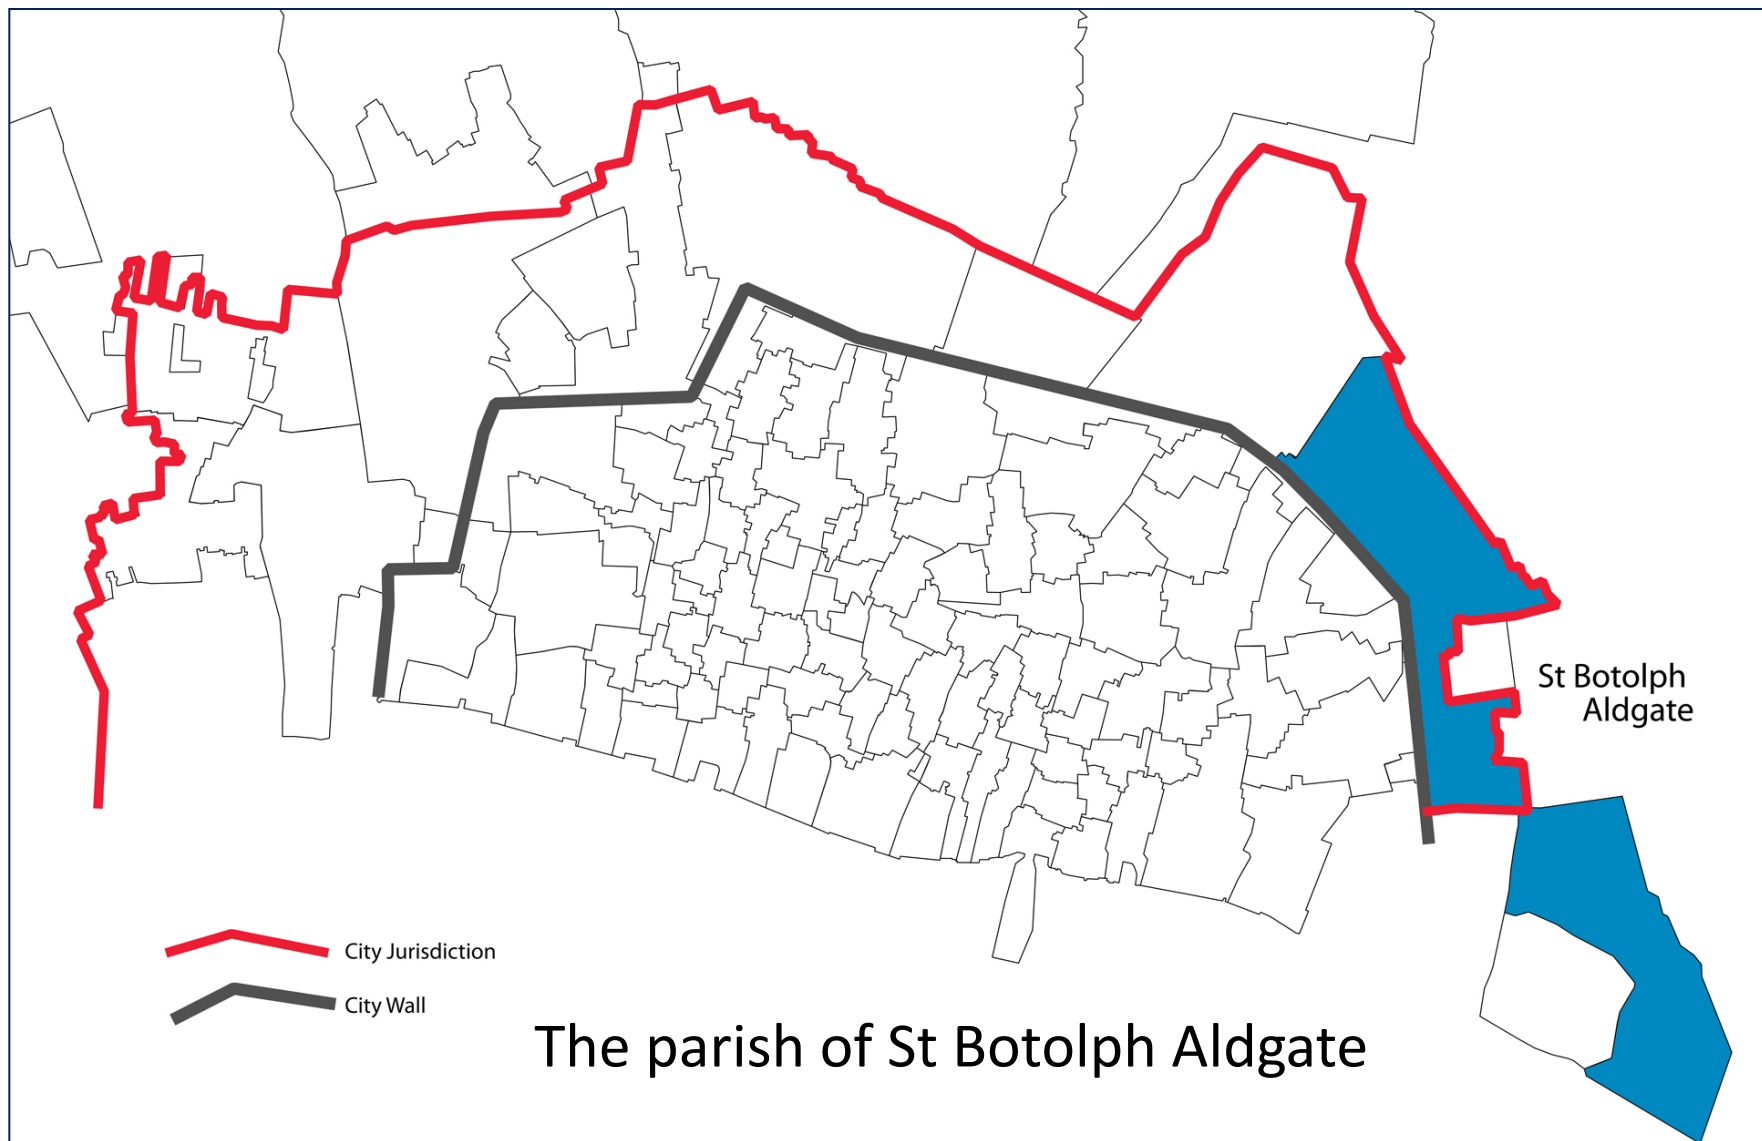 St Botolph
Aldgate
City Jurisdiction
City Wall
The parish of St Botolph Aldgate